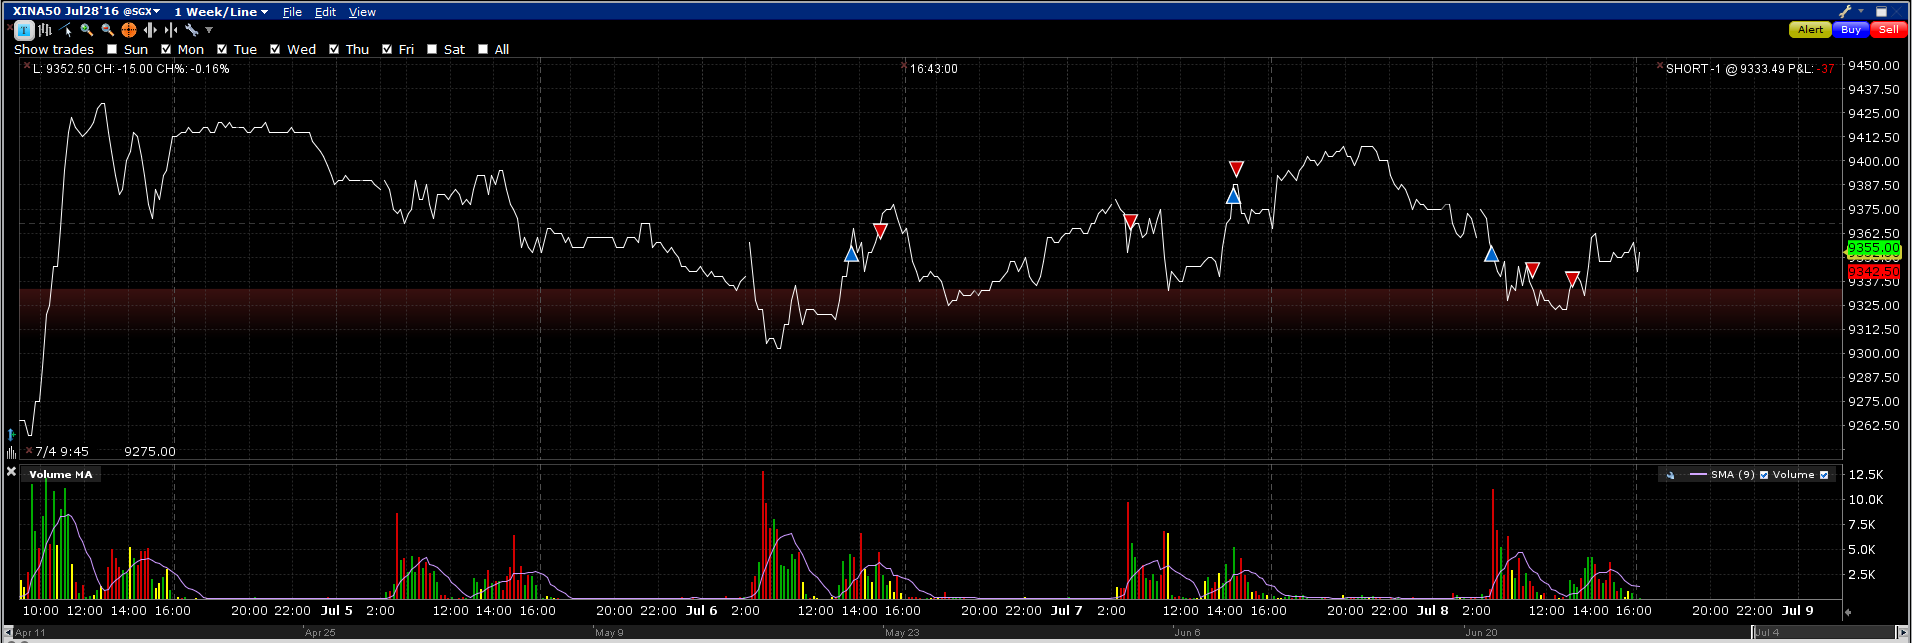 XINA50 Jul28'16 @SGX 1 Week/Line File Edit View
Alert Buy Sell
Show trades Sun Mon Tue Wed Thu Fri Sat All
L: 9352.50 CH: -15.00 CH%: -0.16% 16:43:00 SHORT -1 @ 9333.49 P&L: -37
9450.00
9437.50
9425.00
9412.50
9400.00
9387.50
9375.00
9362.50
9355.00
9342.50
9337.50
9325.00
9312.50
9300.00
9287.50
9275.00
9262.50
7/4 9:45 9275.00
Volume MA SMA (9) Volume
12.5K
10.0K
7.5K
5.0K
2.5K
10:00 12:00 14:00 16:00 20:00 22:00 Jul 5 2:00 12:00 14:00 16:00 20:00 22:00 Jul 6 2:00 12:00 14:00 16:00 20:00 22:00 Jul 7 2:00 12:00 14:00 16:00 20:00 22:00 Jul 8 2:00 12:00 14:00 16:00 20:00 22:00 Jul 9
Apr 11 Apr 25 May 9 May 23 Jun 6 Jun 20 Jul 4